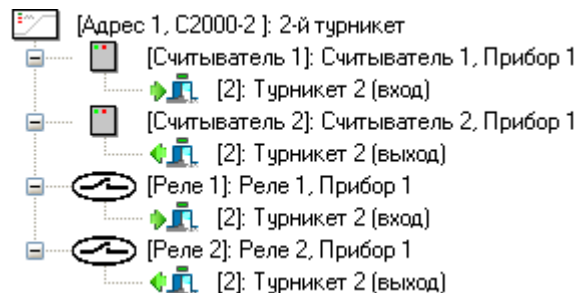 [Адрес 1, С2000-2 ]: 2-й турникет
[Считыватель 1]: Считыватель 1, Прибор 1
[2]: Турникет 2 (вход)
[Считыватель 2]: Считыватель 2, Прибор 1
[2]: Турникет 2 (выход)
[Реле 1]: Реле 1, Прибор 1
[2]: Турникет 2 (вход)
[Реле 2]: Реле 2, Прибор 1
[2]: Турникет 2 (выход)